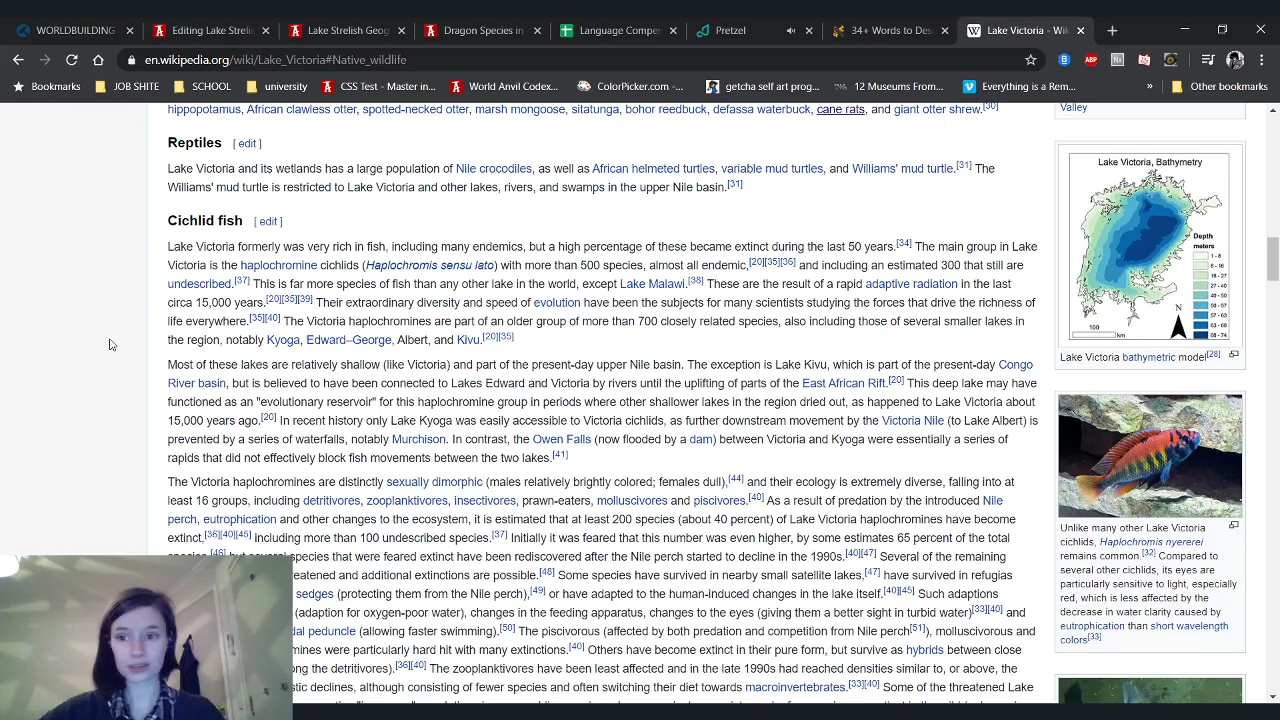 WORLDBUILDING
Editing Lake Streli
Lake Strelish Geog
Dragon Species in
Language Comper
Pretzel
34+ Words to Des
Lake Victoria - Wik
en.wikipedia.org/wiki/Lake_Victoria#Native_wildlife
Bookmarks
JOB SHITE
SCHOOL
university
CSS Test - Master in...
World Anvil Codex...
ColorPicker.com -...
getcha self art prog...
12 Museums From...
Everything is a Rem...
»
Other bookmarks
hippopotamus, African clawless otter, spotted-necked otter, marsh mongoose, sitatunga, bohor reedbuck, defassa waterbuck, cane rats, and giant otter shrew.[30]
Reptiles [ edit ]
Lake Victoria and its wetlands has a large population of Nile crocodiles, as well as African helmeted turtles, variable mud turtles, and Williams' mud turtle.[31] The
Williams' mud turtle is restricted to Lake Victoria and other lakes, rivers, and swamps in the upper Nile basin.[31]
Cichlid fish [ edit ]
Lake Victoria formerly was very rich in fish, including many endemics, but a high percentage of these became extinct during the last 50 years.[34] The main group in Lake
Victoria is the haplochromine cichlids (Haplochromis sensu lato) with more than 500 species, almost all endemic,[20][35][36] and including an estimated 300 that still are
undescribed.[37] This is far more species of fish than any other lake in the world, except Lake Malawi.[38] These are the result of a rapid adaptive radiation in the last
circa 15,000 years.[20][35][39] Their extraordinary diversity and speed of evolution have been the subjects for many scientists studying the forces that drive the richness of
life everywhere.[35][40] The Victoria haplochromines are part of an older group of more than 700 closely related species, also including those of several smaller lakes in
the region, notably Kyoga, Edward–George, Albert, and Kivu.[20][35]
Most of these lakes are relatively shallow (like Victoria) and part of the present-day upper Nile basin. The exception is Lake Kivu, which is part of the present-day Congo
River basin, but is believed to have been connected to Lakes Edward and Victoria by rivers until the uplifting of parts of the East African Rift.[20] This deep lake may have
functioned as an "evolutionary reservoir" for this haplochromine group in periods where other shallower lakes in the region dried out, as happened to Lake Victoria about
15,000 years ago.[20] In recent history only Lake Kyoga was easily accessible to Victoria cichlids, as further downstream movement by the Victoria Nile (to Lake Albert) is
prevented by a series of waterfalls, notably Murchison. In contrast, the Owen Falls (now flooded by a dam) between Victoria and Kyoga were essentially a series of
rapids that did not effectively block fish movements between the two lakes.[41]
The Victoria haplochromines are distinctly sexually dimorphic (males relatively brightly colored; females dull),[44] and their ecology is extremely diverse, falling into at
least 16 groups, including detritivores, zooplanktivores, insectivores, prawn-eaters, molluscivores and piscivores.[40] As a result of predation by the introduced Nile
perch, eutrophication and other changes to the ecosystem, it is estimated that at least 200 species (about 40 percent) of Lake Victoria haplochromines have become
extinct,[36][40][45] including more than 100 undescribed species.[37] Initially it was feared that this number was even higher, by some estimates 65 percent of the total
species,[46] but several species that were feared extinct have been rediscovered after the Nile perch started to decline in the 1990s.[40][47] Several of the remaining
eatened and additional extinctions are possible.[48] Some species have survived in nearby small satellite lakes,[47] have survived in refugias
sedges (protecting them from the Nile perch),[49] or have adapted to the human-induced changes in the lake itself.[40][45] Such adaptions
(adaption for oxygen-poor water), changes in the feeding apparatus, changes to the eyes (giving them a better sight in turbid water)[33][40] and
dal peduncle (allowing faster swimming).[50] The piscivorous (affected by both predation and competition from Nile perch[51]), molluscivorous and
mines were particularly hard hit with many extinctions.[40] Others have become extinct in their pure form, but survive as hybrids between close
ng the detritivores).[36][40] The zooplanktivores have been least affected and in the late 1990s had reached densities similar to, or above, the
stic declines, although consisting of fewer species and often switching their diet towards macroinvertebrates.[33][40] Some of the threatened Lake
Valley
Lake Victoria, Bathymetry
Depth
meters
1 - 8
8 - 16
16 - 27
27 - 40
40 - 50
50 - 57
57 - 63
63 - 68
68 - 74
N
100
km
Lake Victoria bathymetric model[28]
Unlike many other Lake Victoria
cichlids, Haplochromis nyererei
remains common.[32] Compared to
several other cichlids, its eyes are
particularly sensitive to light, especially
red, which is less affected by the
decrease in water clarity caused by
eutrophication than short wavelength
colors[33]